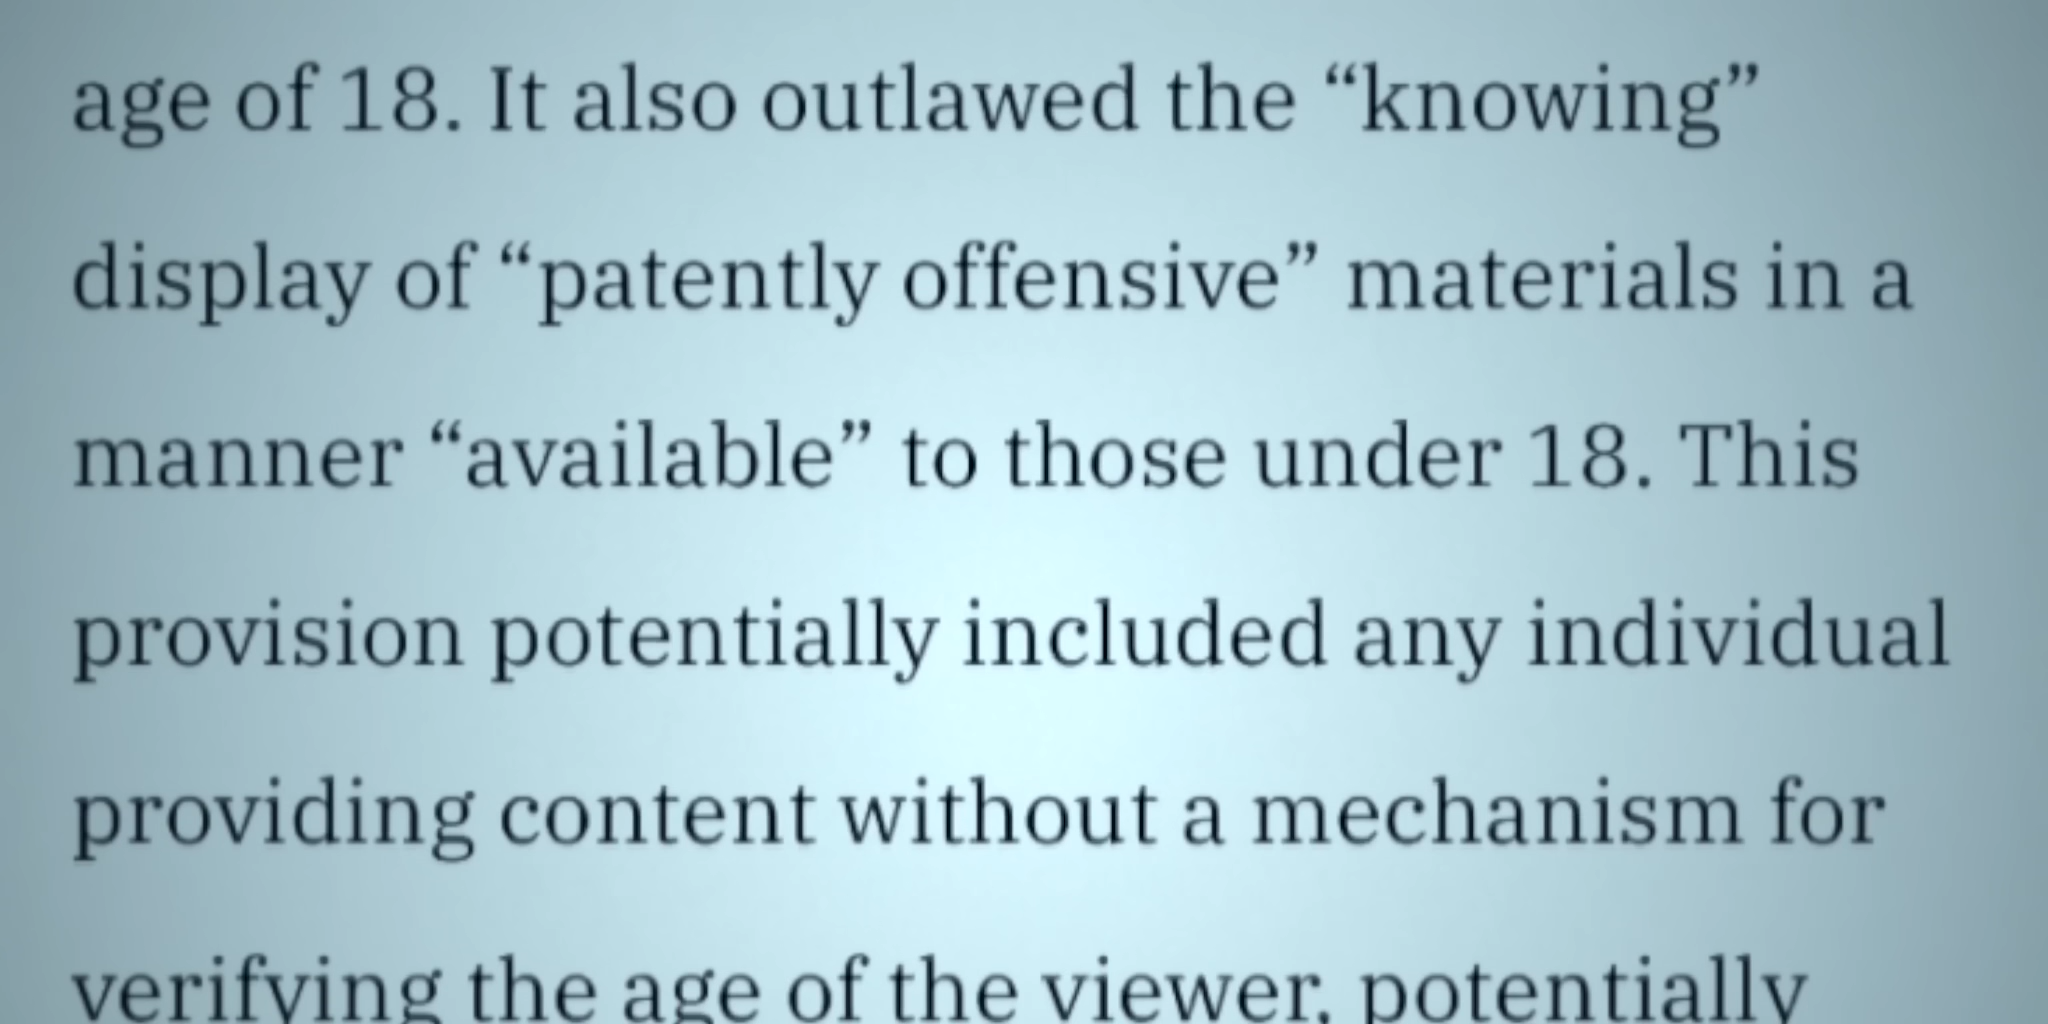 age of 18. It also outlawed the “knowing”
display of “patently offensive” materials in a
manner “available” to those under 18. This
provision potentially included any individual
providing content without a mechanism for
verifying the age of the viewer, potentially